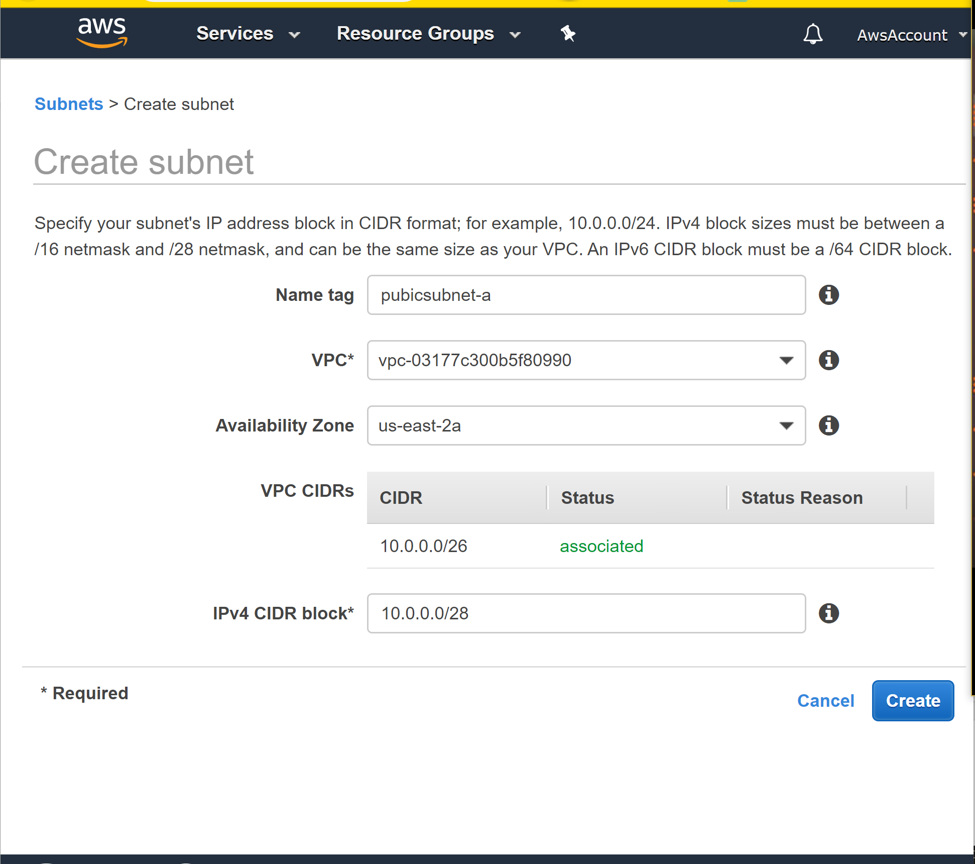 aws Services Resource Groups AwsAccount
Subnets > Create subnet
Create subnet
Specify your subnet's IP address block in CIDR format; for example, 10.0.0.0/24. IPv4 block sizes must be between a
/16 netmask and /28 netmask, and can be the same size as your VPC. An IPv6 CIDR block must be a /64 CIDR block.
Name tag pubicsubnet-a
VPC* vpc-03177c300b5f80990
Availability Zone us-east-2a
VPC CIDRs CIDR Status Status Reason
10.0.0.0/26 associated
IPv4 CIDR block* 10.0.0.0/28
* Required
Cancel Create